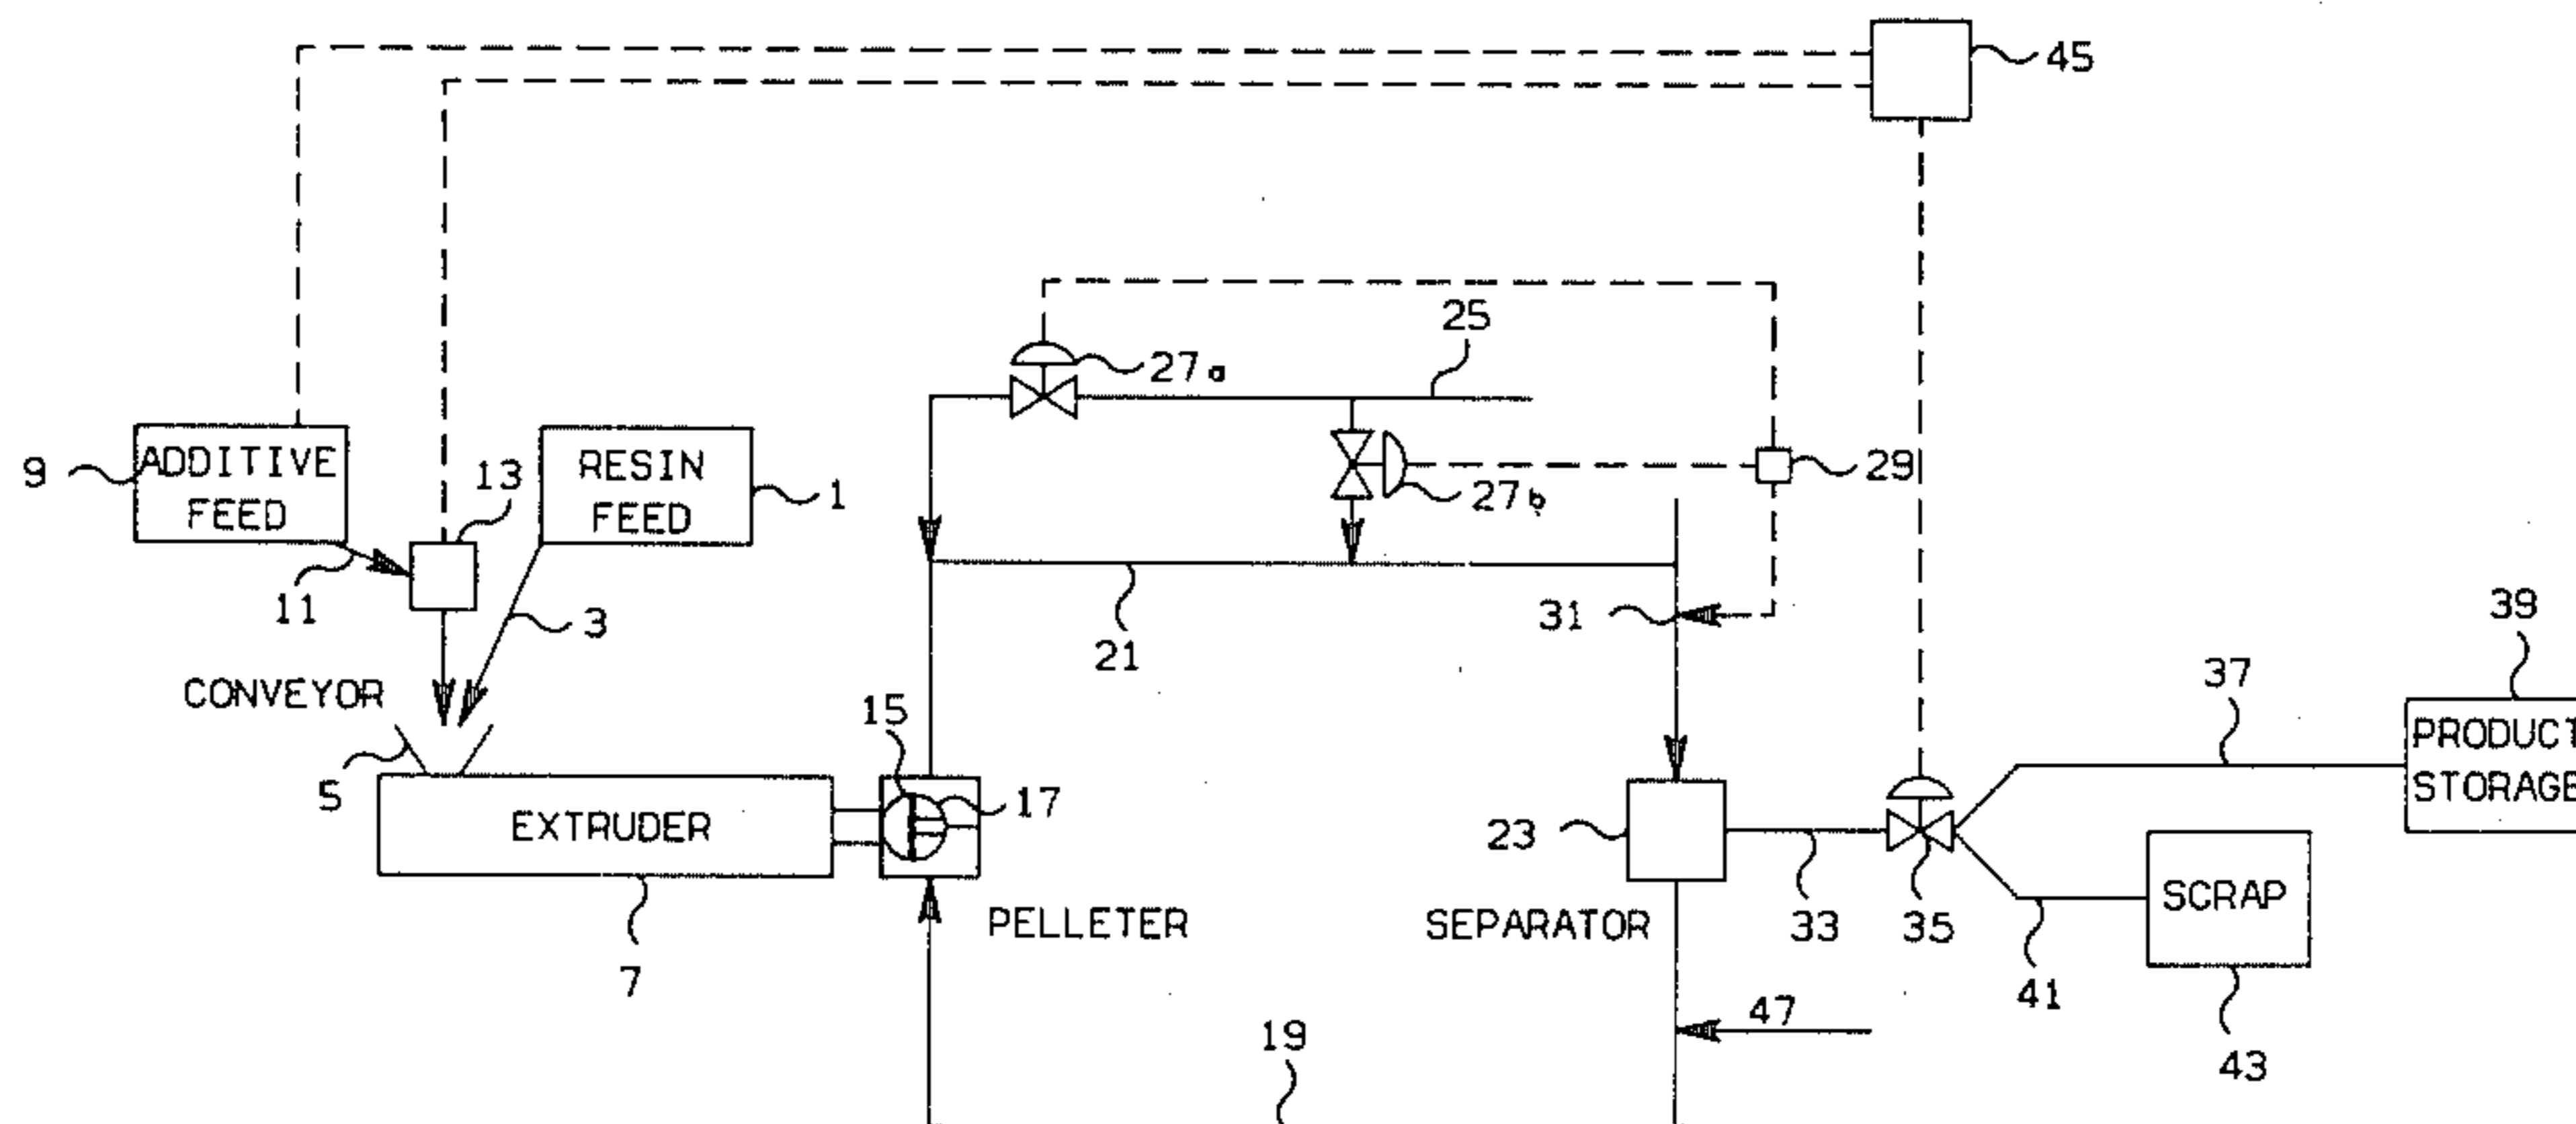 45
25
27a
ADDITIVE
FEED
9
13
RESIN
FEED
1
29
27b
11
3
31
21
39
37
CONVEYOR
15
PRODUCT
STORAGE
5
17
EXTRUDER
23
SCRAP
PELLETER
SEPARATOR
33
35
7
41
47
19
43